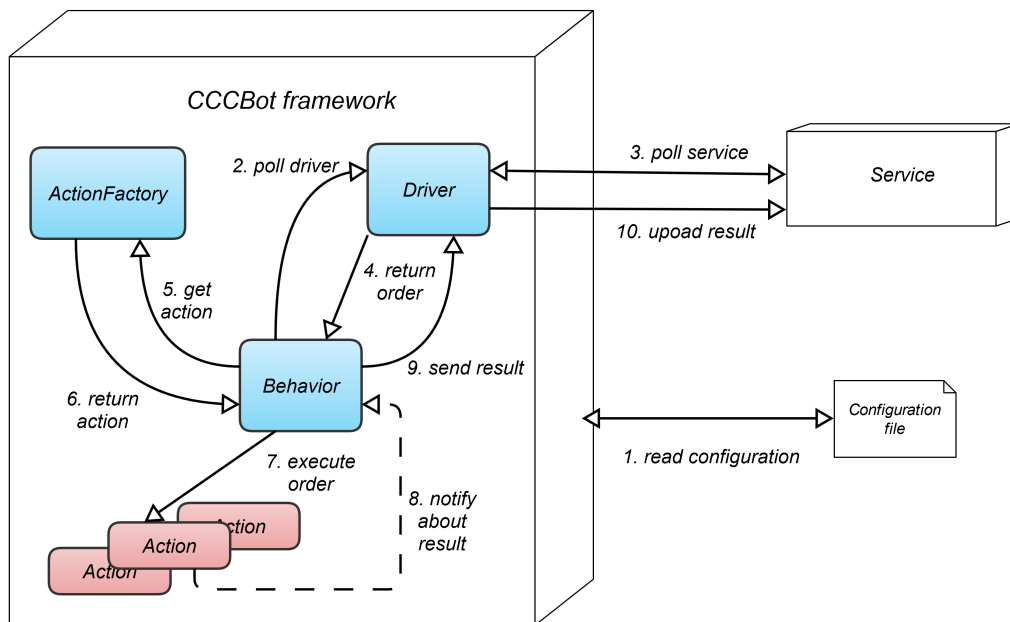 CCCBot framework
2. poll driver
ActionFactory
Driver
3. poll service
Service
10. upoad result
4. return
order
5. get
action
9. send result
Behavior
6. return
action
Configuration
file
1. read configuration
7. execute
order
8. notify
about
result
Action
Action
Action